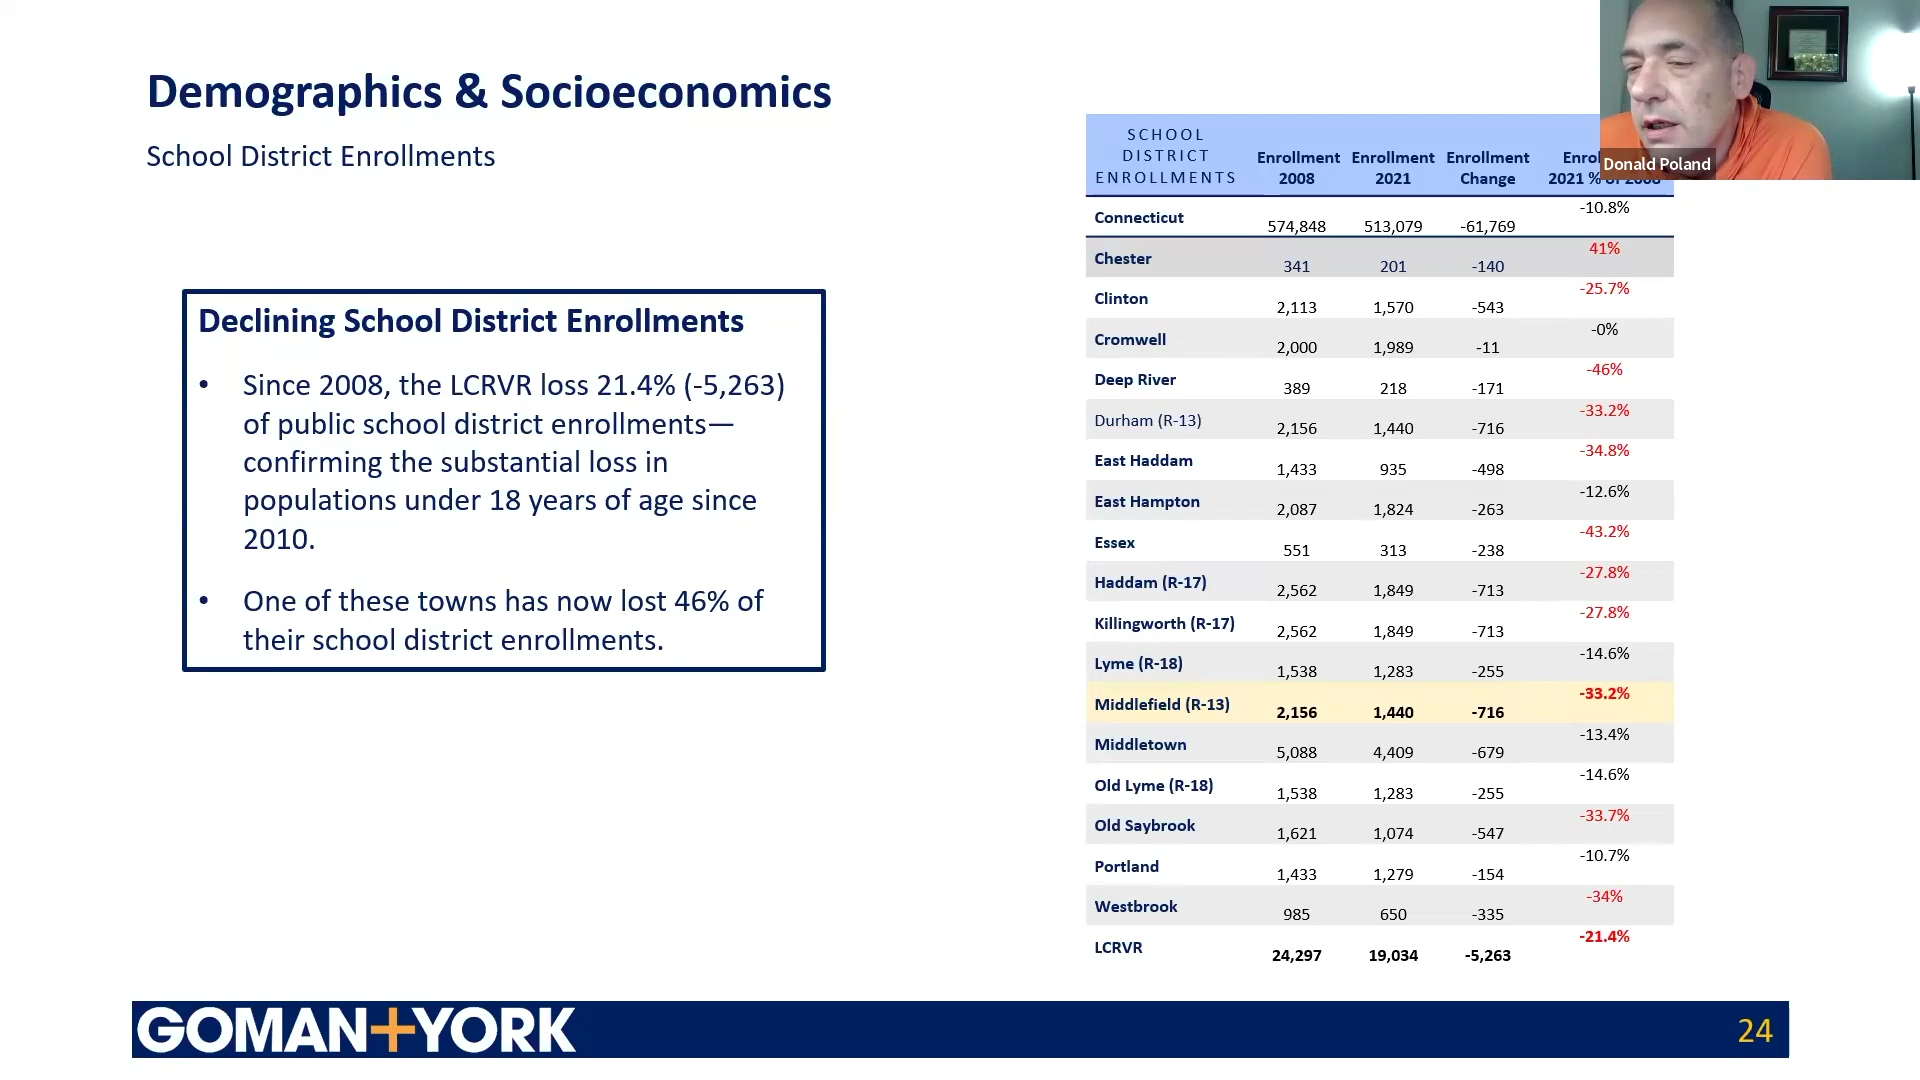 Demographics & Socioeconomics
School District Enrollments
Declining School District Enrollments
• Since 2008, the LCRVR loss 21.4% (-5,263)
of public school district enrollments—
confirming the substantial loss in
populations under 18 years of age since
2010.
• One of these towns has now lost 46% of
their school district enrollments.
SCHOOL
DISTRICT
ENROLLMENTS
Enrollment 2008
Enrollment 2021
Enrollment Change
2021 % of 2008
Connecticut 574,848 513,079 -61,769 -10.8%
Chester 341 201 -140 41%
Clinton 2,113 1,570 -543 -25.7%
Cromwell 2,000 1,989 -11 -0%
Deep River 389 218 -171 -46%
Durham (R-13) 2,156 1,440 -716 -33.2%
East Haddam 1,433 935 -498 -34.8%
East Hampton 2,087 1,824 -263 -12.6%
Essex 551 313 -238 -43.2%
Haddam (R-17) 2,562 1,849 -713 -27.8%
Killingworth (R-17) 2,562 1,849 -713 -27.8%
Lyme (R-18) 1,538 1,283 -255 -14.6%
Middlefield (R-13) 2,156 1,440 -716 -33.2%
Middletown 5,088 4,409 -679 -13.4%
Old Lyme (R-18) 1,538 1,283 -255 -14.6%
Old Saybrook 1,621 1,074 -547 -33.7%
Portland 1,433 1,279 -154 -10.7%
Westbrook 985 650 -335 -34%
LCRVR 24,297 19,034 -5,263 -21.4%
Donald Poland
GOMAN+YORK
24